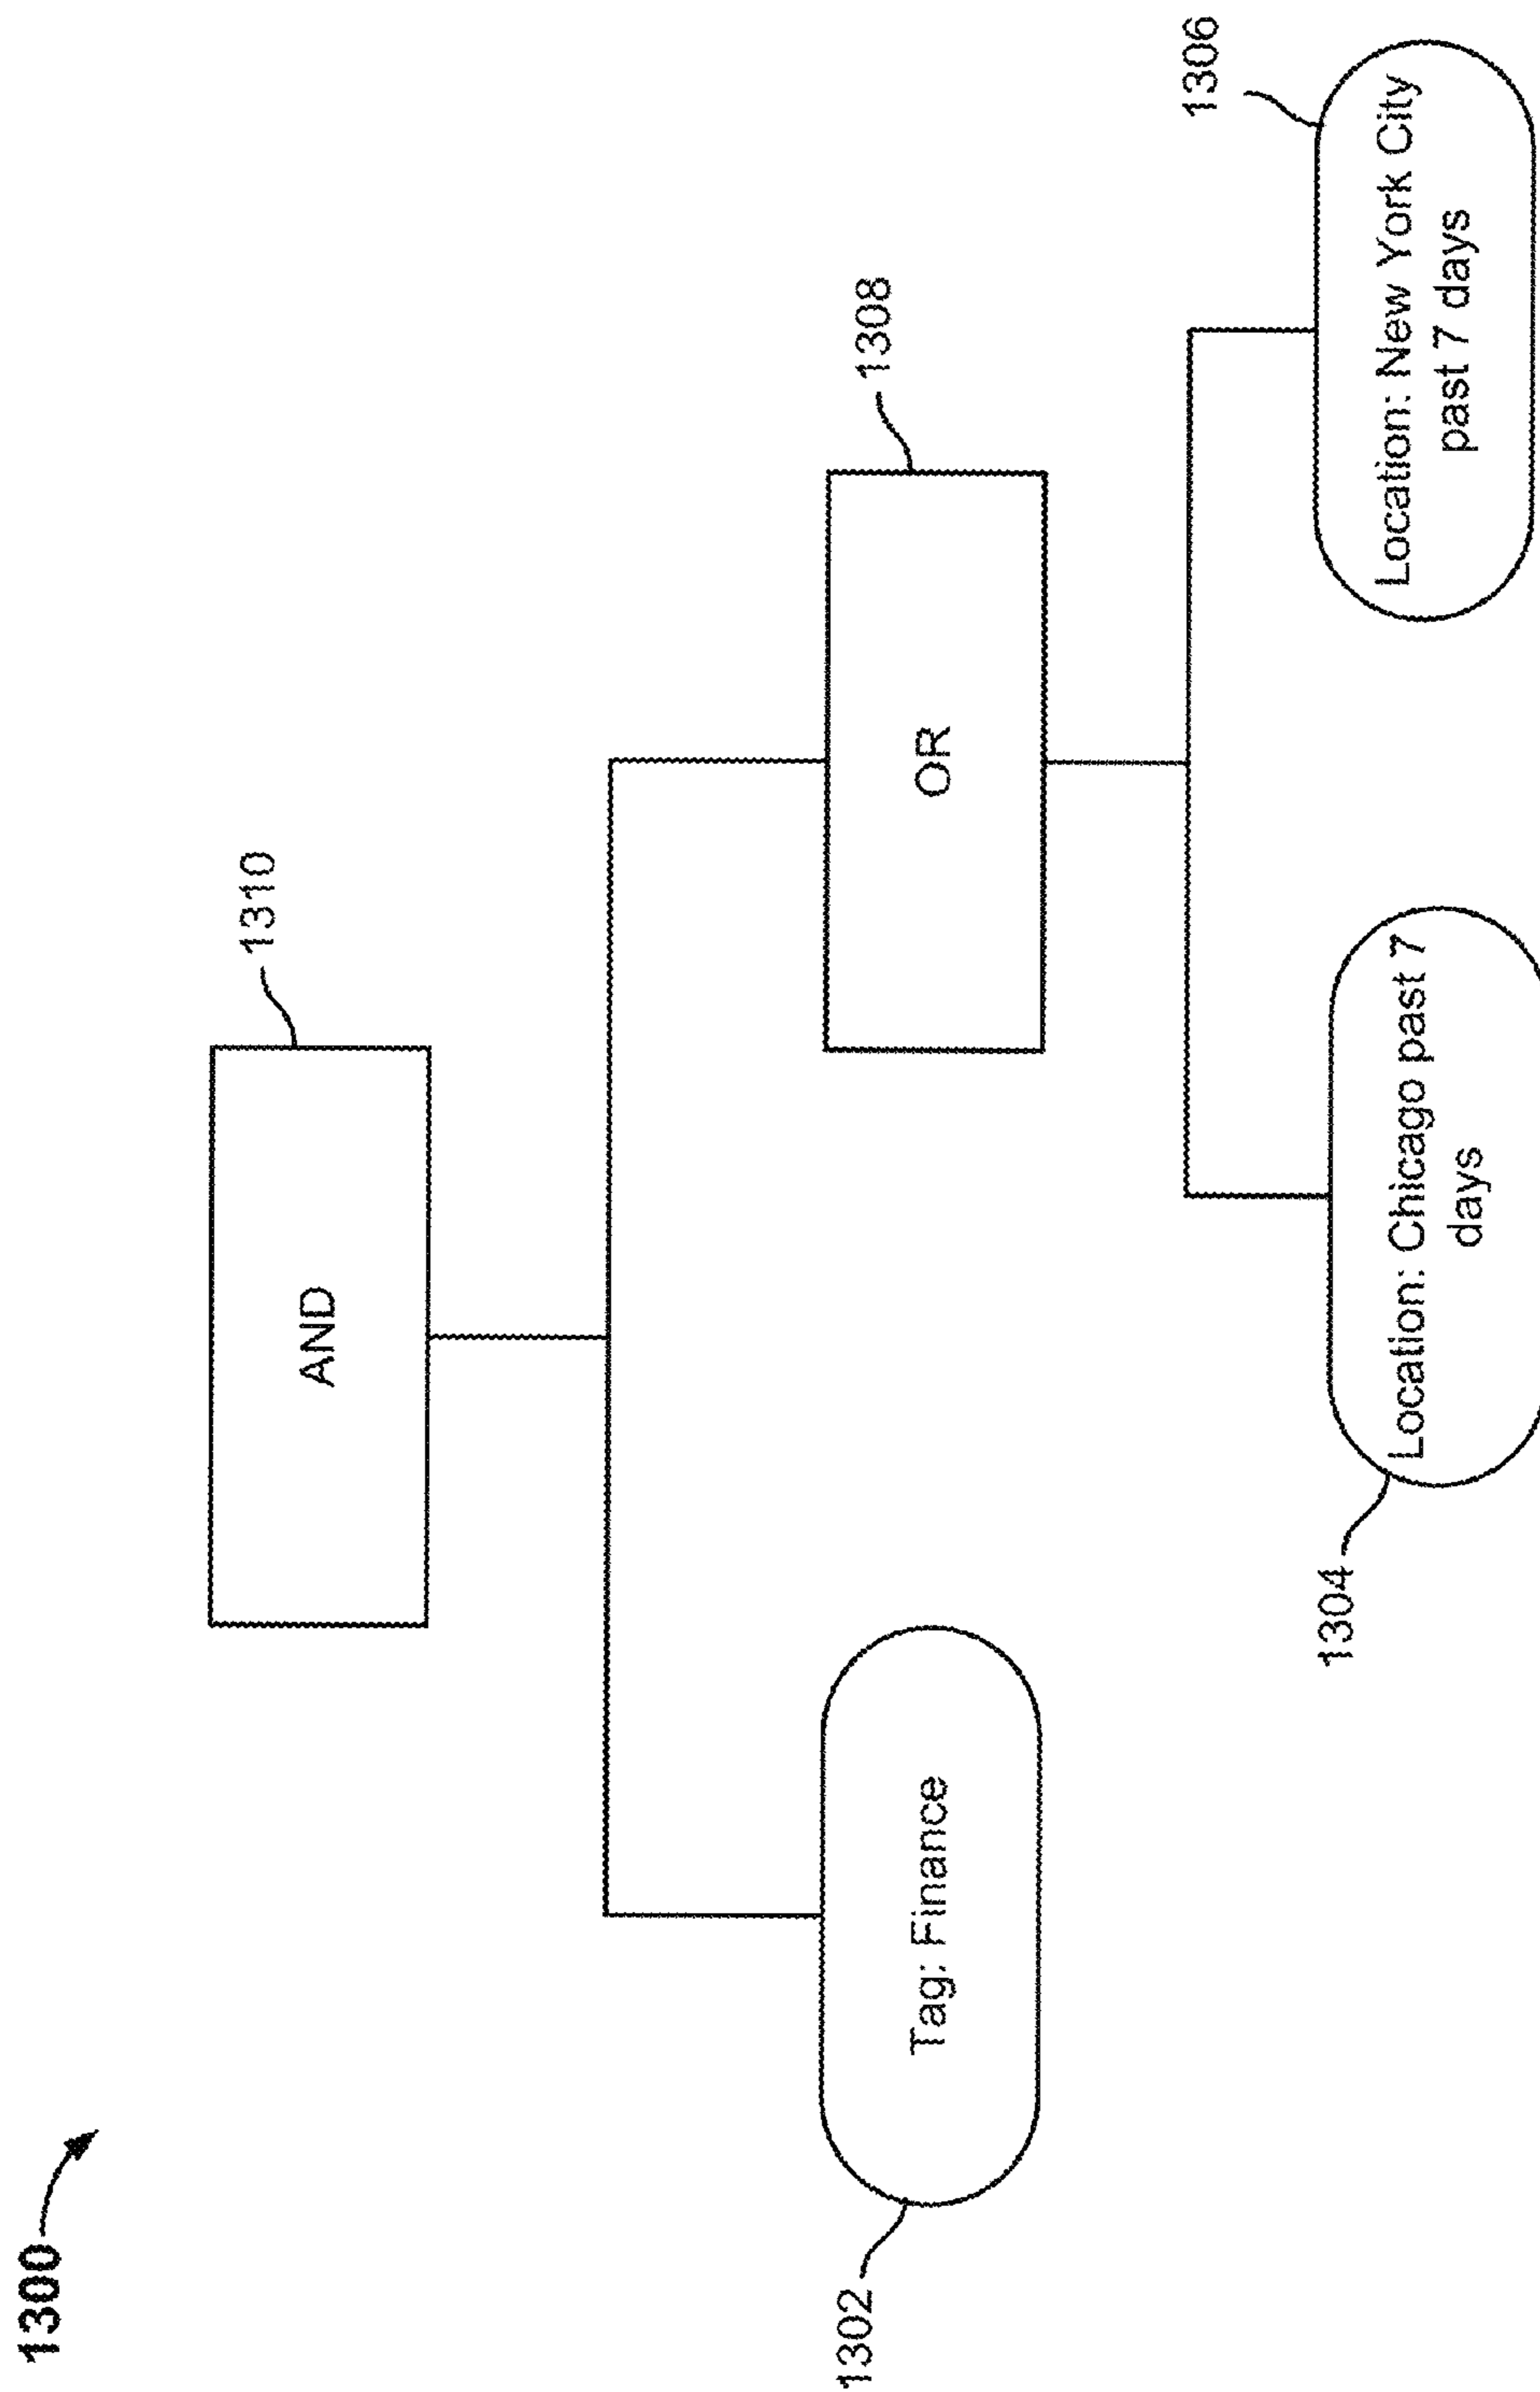 1300
1310
AND
1308
1302
Tag: Finance
OR
1306
1304
Location: Chicago past 7
days
Location: New York City
past 7 days